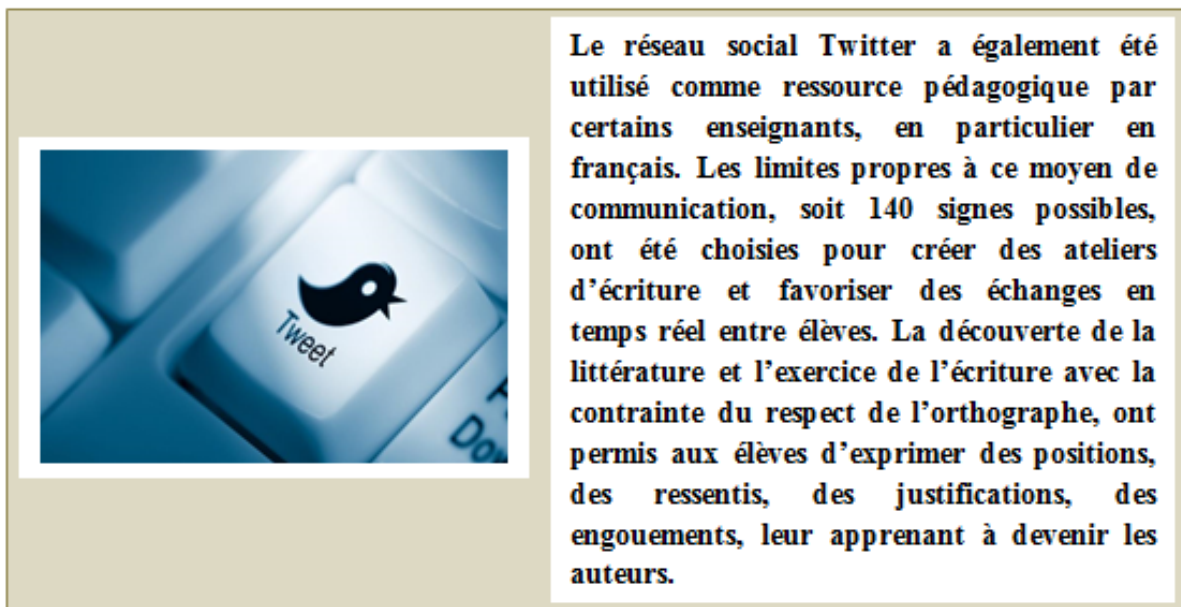 Le réseau social Twitter a également été
utilisé comme ressource pédagogique par
certains enseignants, en particulier en
français. Les limites propres à ce moyen de
communication, soit 140 signes possibles,
ont été choisies pour créer des ateliers
d’écriture et favoriser des échanges en
temps réel entre élèves. La découverte de la
littérature et l’exercice de l’écriture avec la
contrainte du respect de l’orthographe, ont
permis aux élèves d’exprimer des positions,
des ressentis, des justifications, des
engouements, leur apprenant à devenir les
auteurs.
Tweet